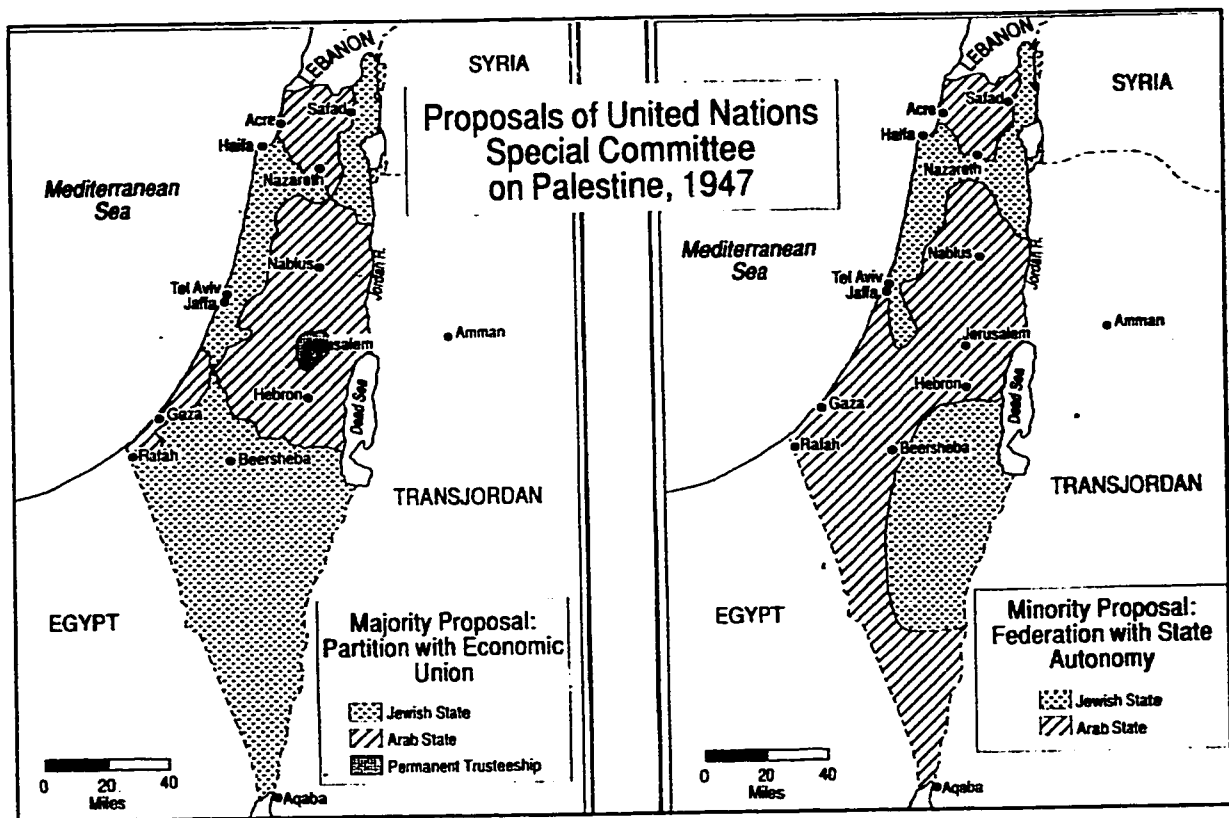 Proposals of United Nations
Special Committee
on Palestine, 1947
LEBANON
SYRIA
Safad
Acre
Haifa
Nazareth
Mediterranean
Sea
Nablus
Jordan R.
Tel Aviv
Jaffa
Amman
Jerusalem
Hebron
Dead Sea
Gaza
Rafah
Beersheba
TRANSJORDAN
EGYPT
Majority Proposal:
Partition with Economic
Union
Jewish State
Arab State
Permanent Trusteeship
0 20 40
Miles
Aqaba
LEBANON
SYRIA
Safad
Acre
Haifa
Nazareth
Mediterranean
Sea
Nablus
Jordan R.
Tel Aviv
Jaffa
Amman
Jerusalem
Hebron
Dead Sea
Gaza
Rafah
Beersheba
TRANSJORDAN
EGYPT
Minority Proposal:
Federation with State
Autonomy
Jewish State
Arab State
0 20 40
Miles
Aqaba